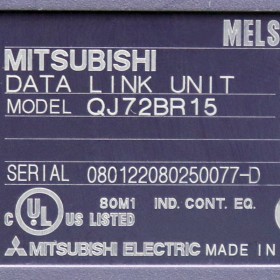 MELS
MITSUBISHI
DATA LINK UNIT
MODEL QJ72BR15
SERIAL 080122080250077-D
80M1 IND. CONT. EQ.
C UL US LISTED
MITSUBISHI ELECTRIC MADE IN